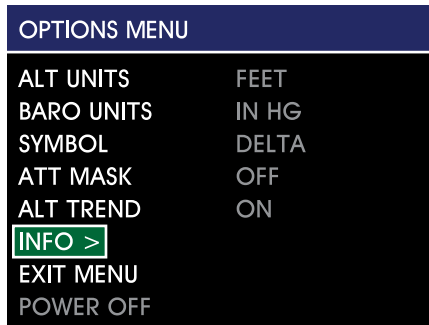 OPTIONS MENU
ALT UNITS FEET
BARO UNITS IN HG
SYMBOL DELTA
ATT MASK OFF
ALT TREND ON
INFO >
EXIT MENU
POWER OFF